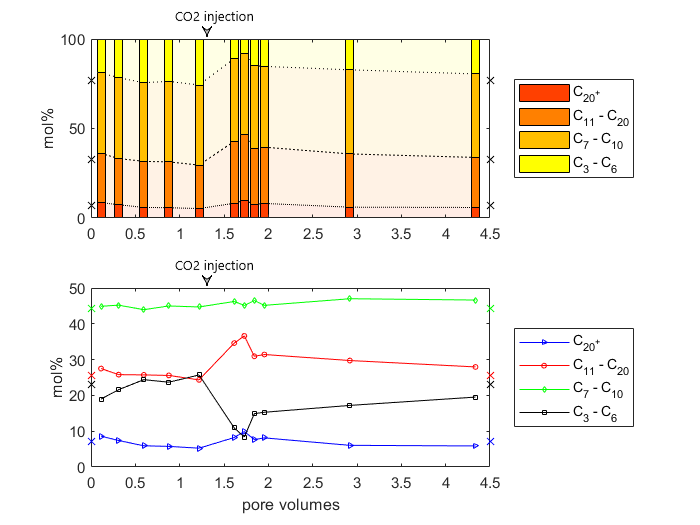 CO2 injection
100
50
0
mol%
0 0.5 1 1.5 2 2.5 3 3.5 4 4.5
C20+
C11 - C20
C7 - C10
C3 - C6
CO2 injection
50
40
30
20
10
0
mol%
0 0.5 1 1.5 2 2.5 3 3.5 4 4.5
pore volumes
C20+
C11 - C20
C7 - C10
C3 - C6